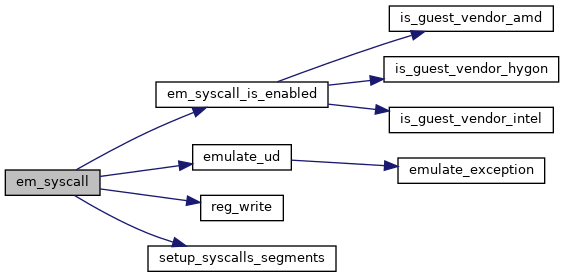 is_guest_vendor_amd
is_guest_vendor_hygon
em_syscall_is_enabled
is_guest_vendor_intel
emulate_ud
emulate_exception
em_syscall
reg_write
setup_syscalls_segments